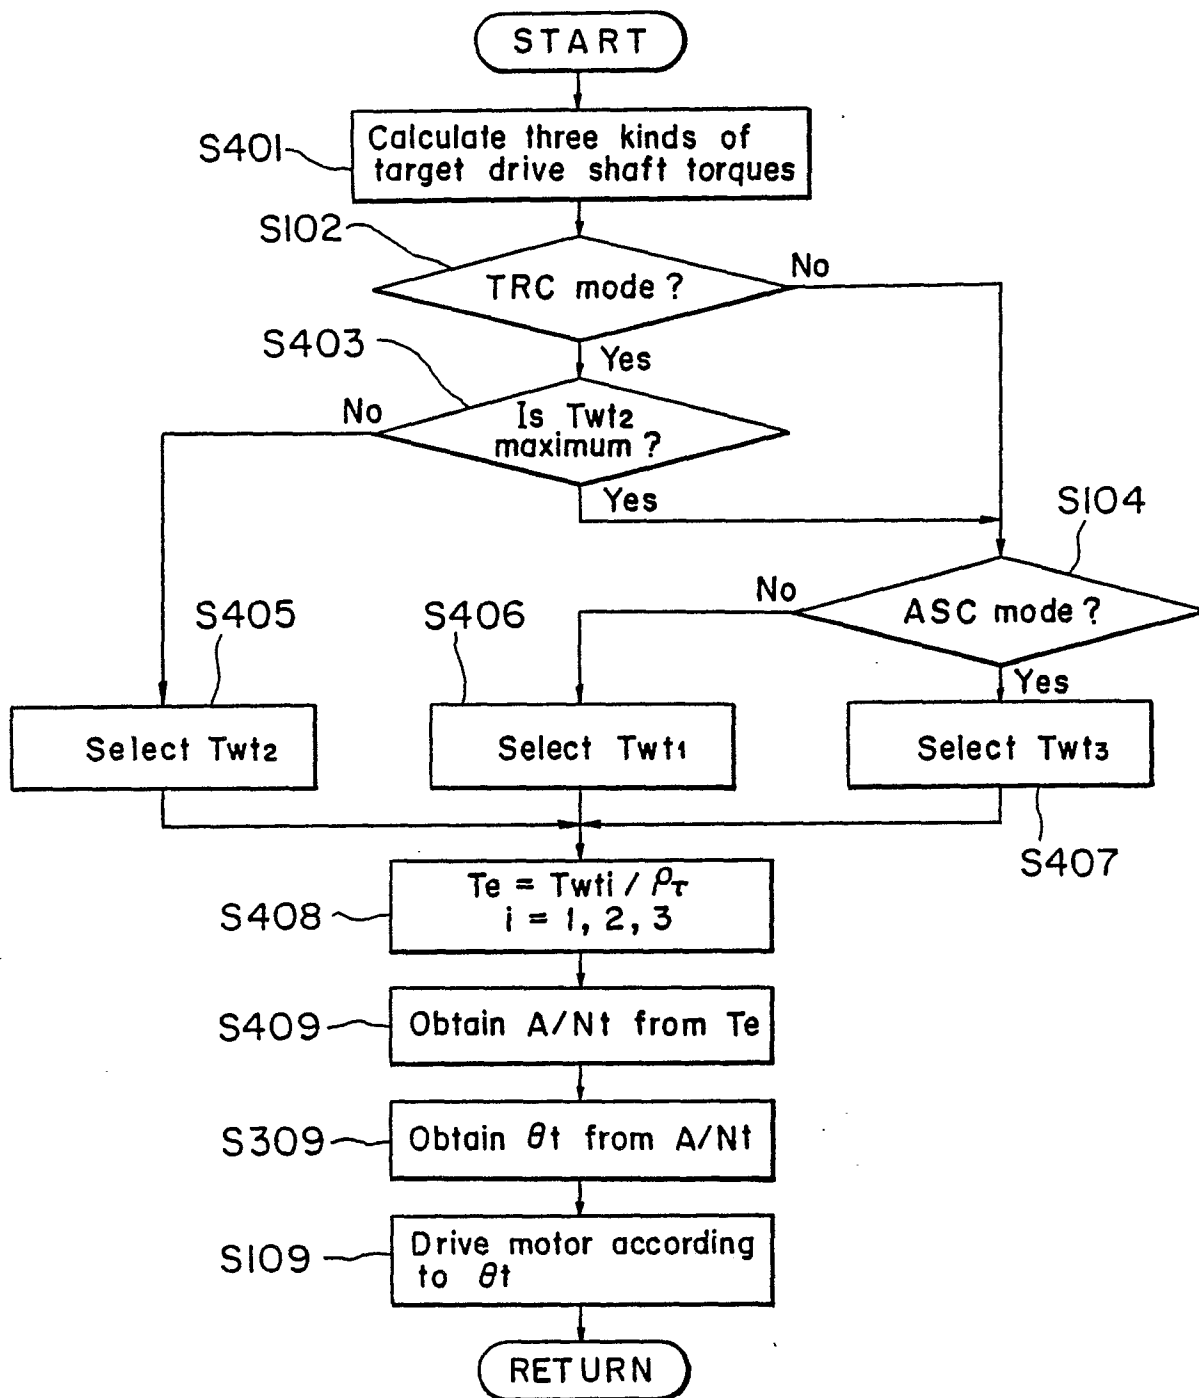 START
S401
Calculate three kinds of
target drive shaft torques
S102
TRC mode?
No
S403
Yes
No
Is Twt2
maximum?
Yes
S104
No
ASC mode?
S405
S406
Yes
Select Twt2
Select Twt1
Select Twt3
S407
Te = Twti / ρτ
S408
i = 1, 2, 3
S409
Obtain A/Nt from Te
S309
Obtain θt from A/Nt
S109
Drive motor according
to θt
RETURN